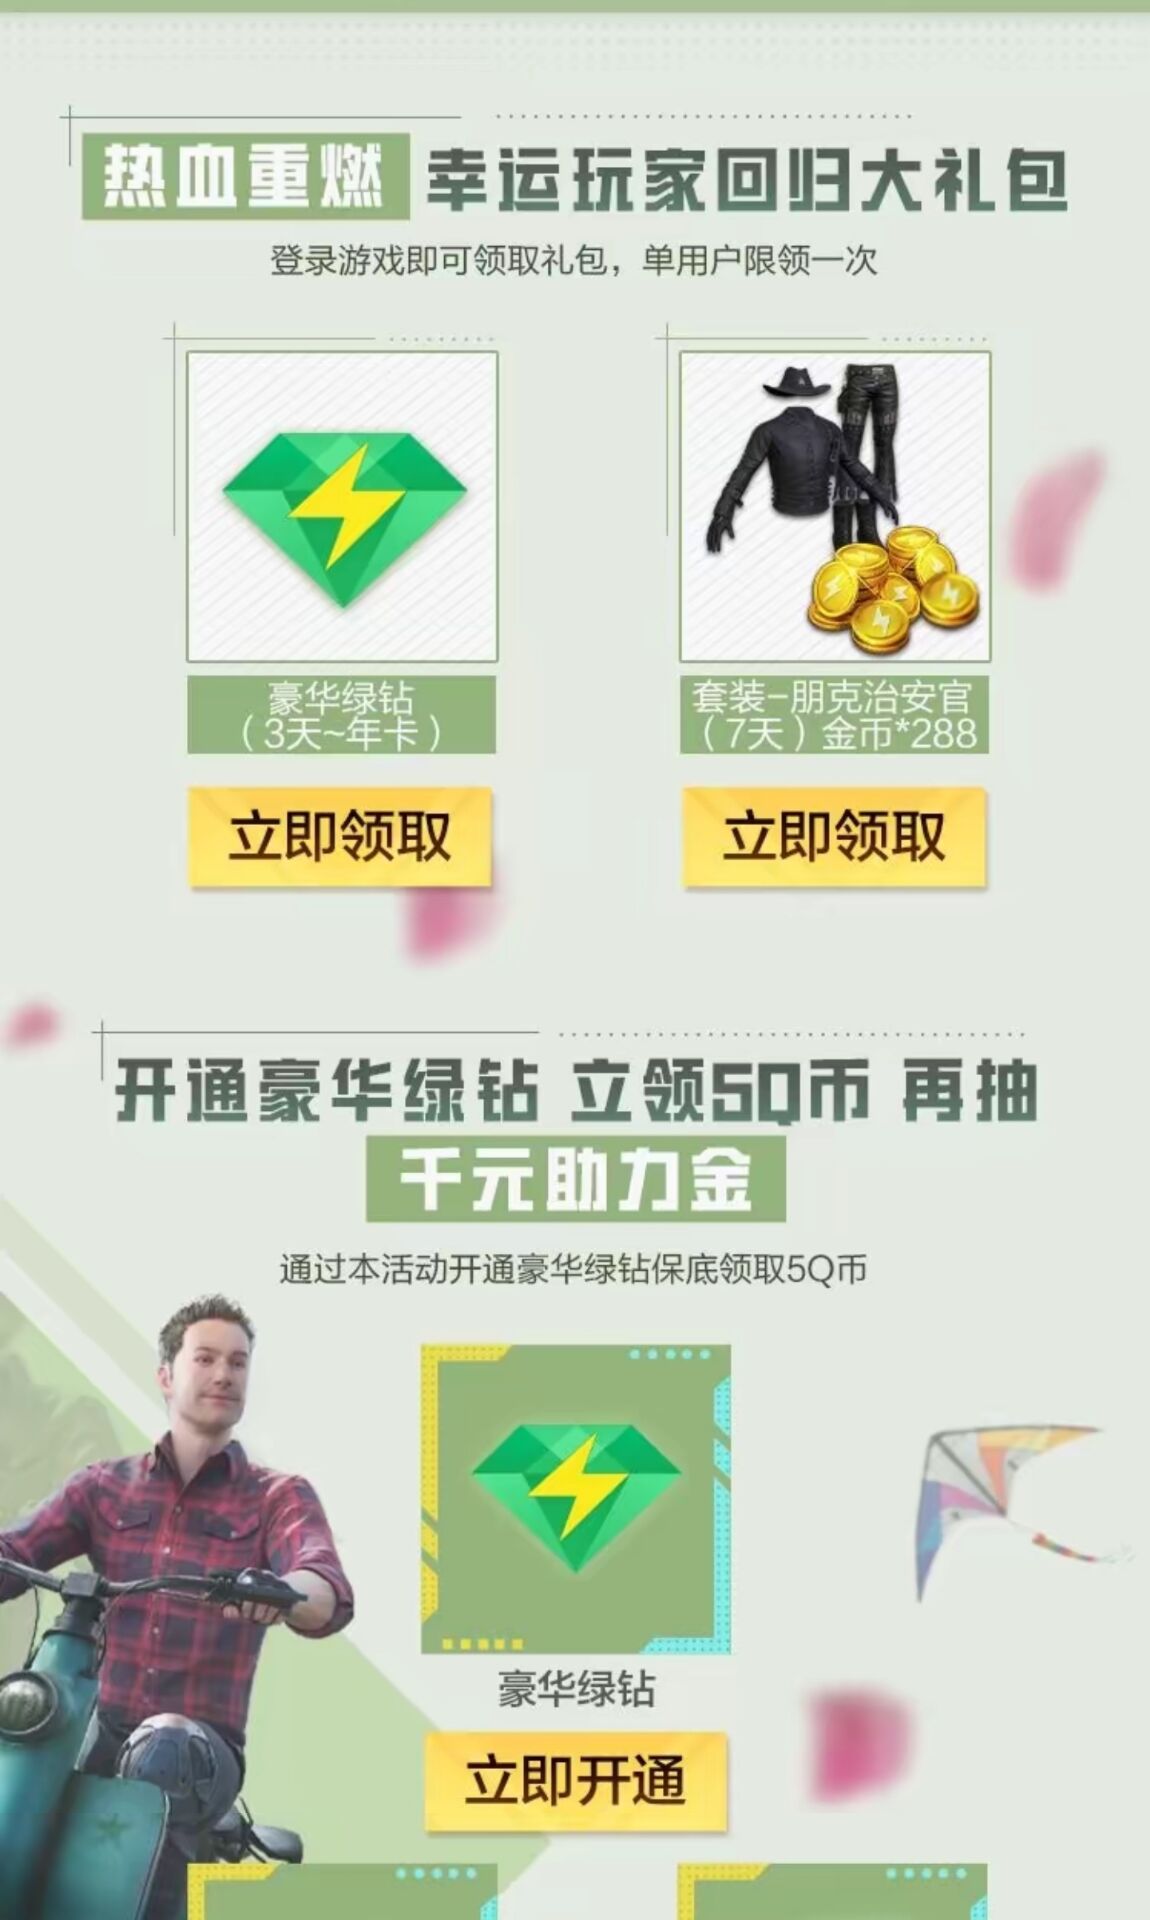 热血重燃 幸运玩家回归大礼包
登录游戏即可领取礼包，单用户限领一次
豪华绿钻
（3天~年卡）
立即领取
套装-朋克治安官
（7天）金币*288
立即领取
开通豪华绿钻 立领5Q币 再抽
千元助力金
通过本活动开通豪华绿钻保底领取5Q币
豪华绿钻
立即开通